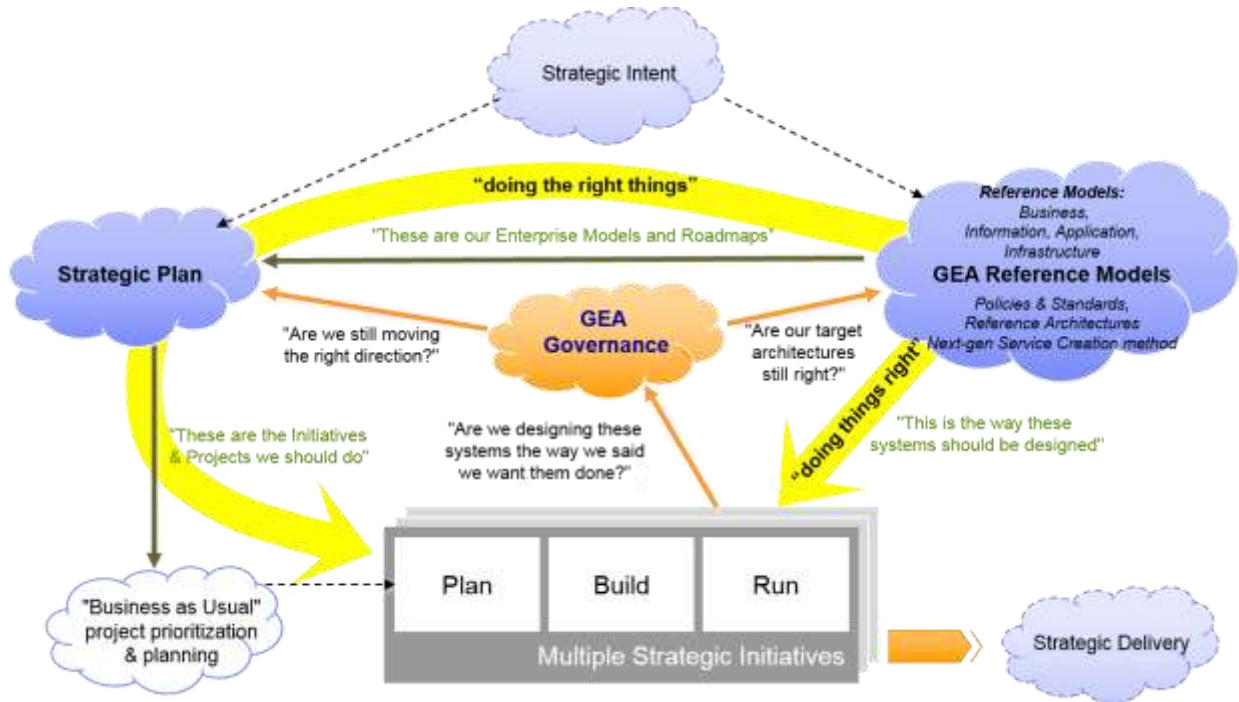 Strategic Intent
"doing the right things"
"These are our Enterprise Models and Roadmaps"
Reference Models:
Business,
Information, Application,
Infrastructure
GEA Reference Models
Policies & Standards,
Reference Architectures
Next-gen Service Creation method
Strategic Plan
GEA
Governance
"Are we still moving
the right direction?"
"Are our target
architectures
still right?"
"doing things right"
"This is the way these
systems should be designed"
"These are the Initiatives
& Projects we should do"
"Are we designing these
systems the way we said
we want them done?"
"Business as Usual"
project prioritization
& planning
Plan
Build
Run
Multiple Strategic Initiatives
Strategic Delivery